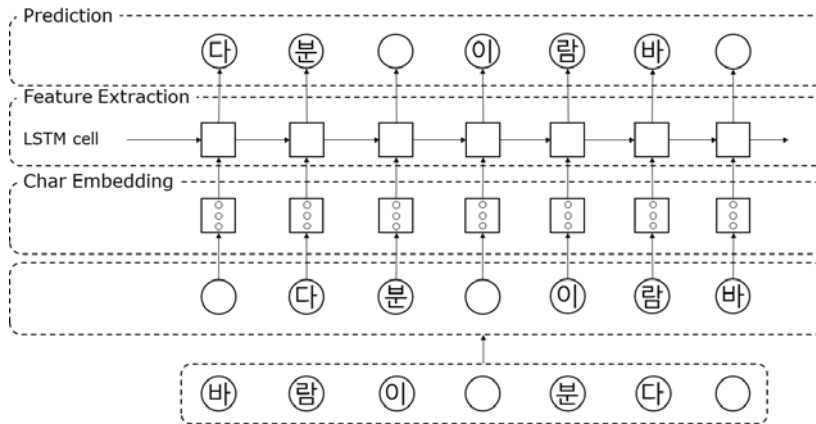 Prediction
다 분 이 람 바
Feature Extraction
LSTM cell
Char Embedding
다 분 이 람 바
바 람 이 분 다